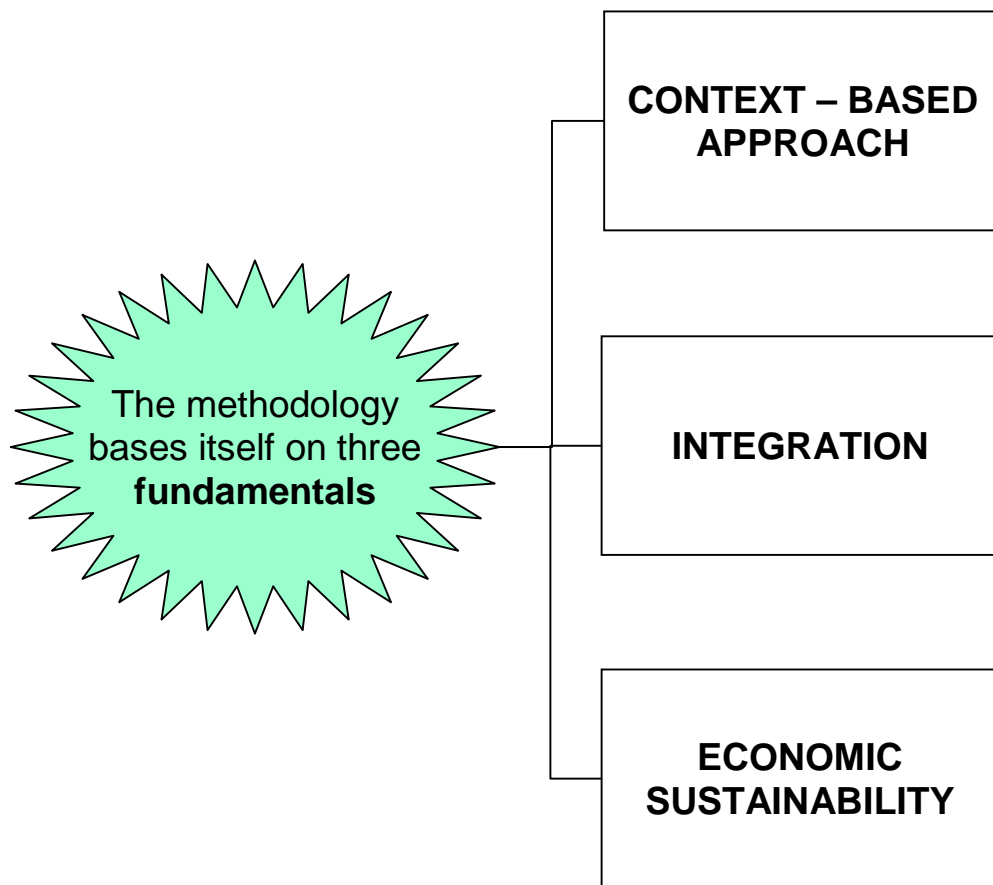 CONTEXT – BASED
APPROACH
The methodology
bases itself on three
fundamentals
INTEGRATION
ECONOMIC
SUSTAINABILITY